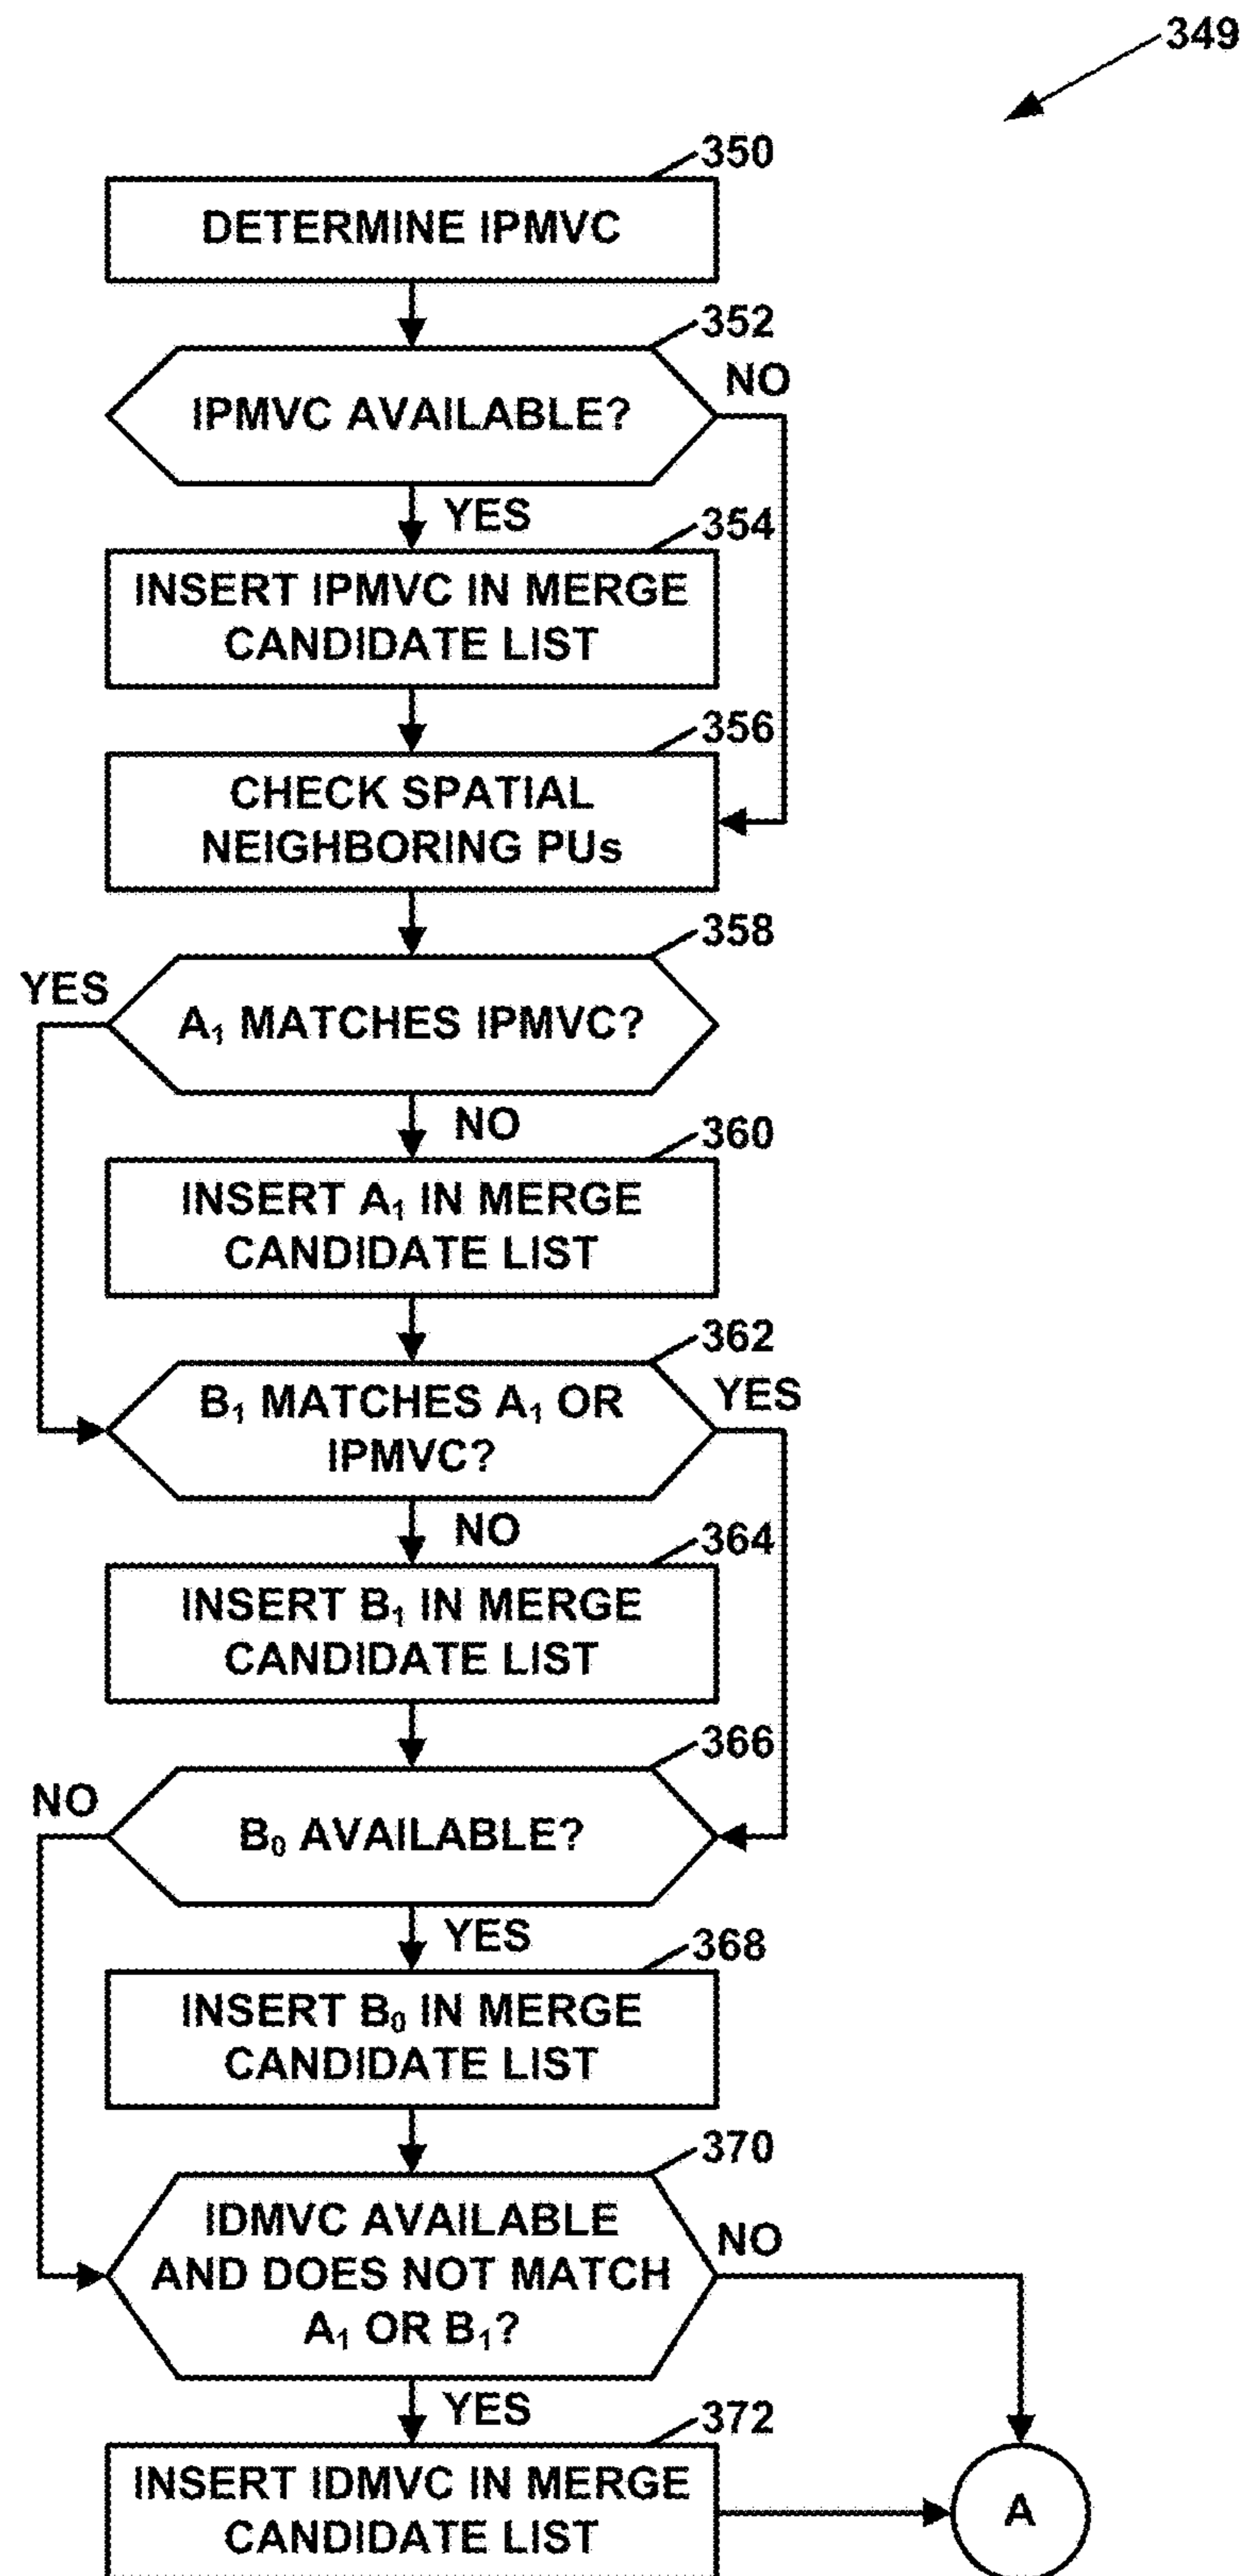 349
350
DETERMINE IPMVC
352
IPMVC AVAILABLE?
NO
YES
354
INSERT IPMVC IN MERGE
CANDIDATE LIST
356
CHECK SPATIAL
NEIGHBORING PUs
358
YES
A₁ MATCHES IPMVC?
NO
360
INSERT A₁ IN MERGE
CANDIDATE LIST
362
B₁ MATCHES A₁ OR
IPMVC?
YES
NO
364
INSERT B₁ IN MERGE
CANDIDATE LIST
366
NO
B₀ AVAILABLE?
YES
368
INSERT B₀ IN MERGE
CANDIDATE LIST
370
IDMVC AVAILABLE
AND DOES NOT MATCH
A₁ OR B₁?
NO
YES
372
INSERT IDMVC IN MERGE
CANDIDATE LIST
A